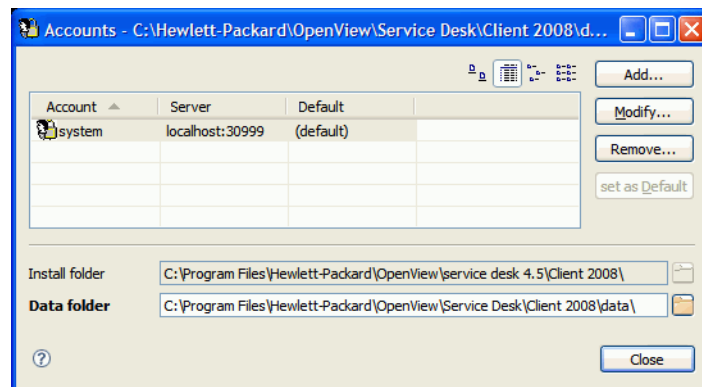 Accounts - C:\Hewlett-Packard\OpenView\Service Desk\Client 2008\d...
Add...
Account Server Default
Modify...
system localhost:30999 (default)
Remove...
set as Default
Install folder C:\Program Files\Hewlett-Packard\OpenView\service desk 4.5\Client 2008\
Data folder C:\Program Files\Hewlett-Packard\OpenView\Service Desk\Client 2008\data\
?
Close